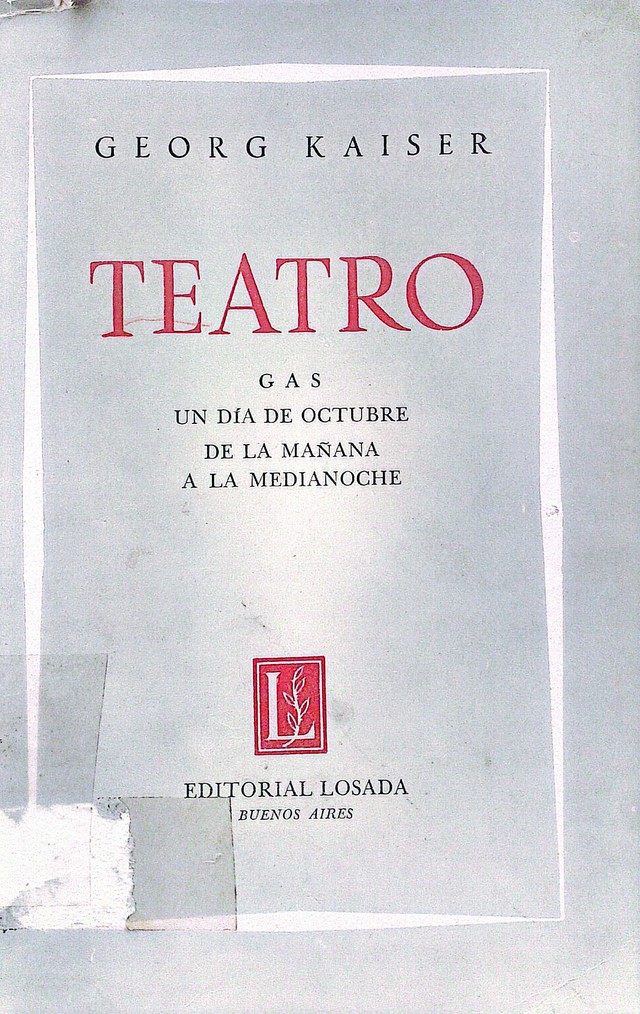 GEORG KAISER
TEATRO
GAS
UN DÍA DE OCTUBRE
DE LA MAÑANA
A LA MEDIANOCHE
L
EDITORIAL LOSADA
BUENOS AIRES